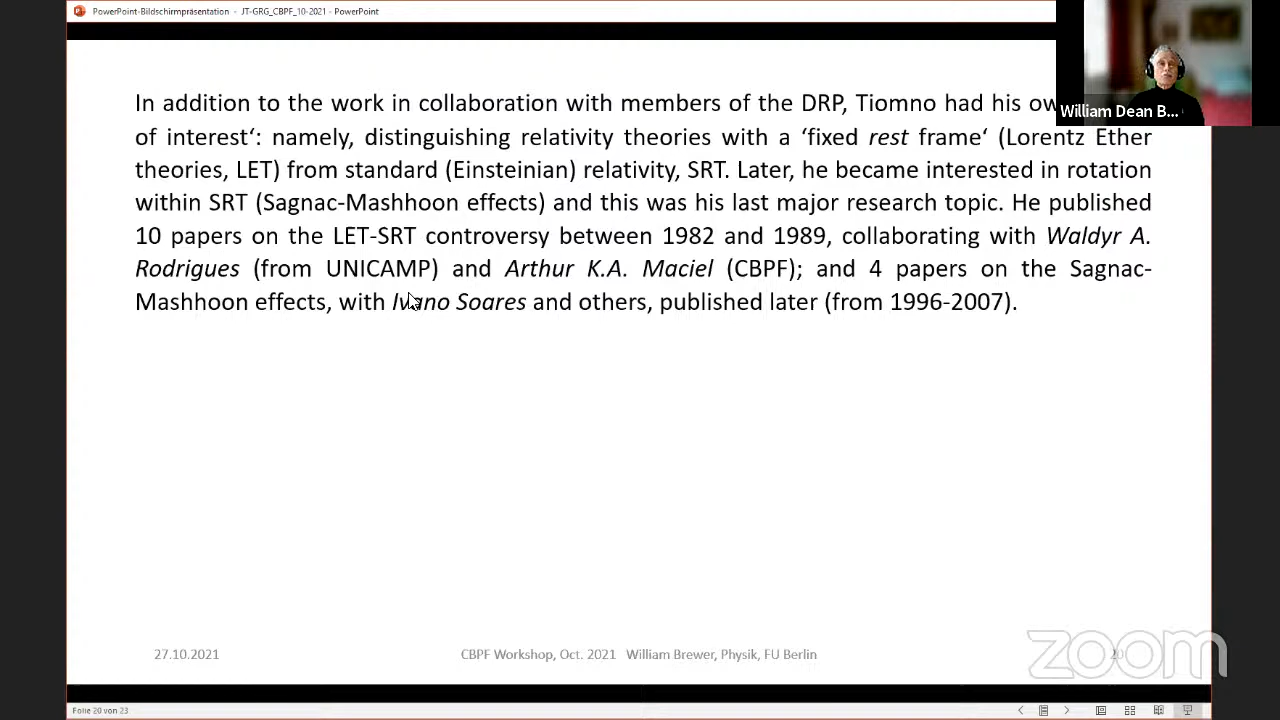 PowerPoint-Bildschirmpräsentation - JT-GRG_CBPF_10-2021 - PowerPoint
William Dean B...
In addition to the work in collaboration with members of the DRP, Tiomno had his
of interest‘: namely, distinguishing relativity theories with a ‘fixed rest frame‘ (Lorentz Ether
theories, LET) from standard (Einsteinian) relativity, SRT. Later, he became interested in rotation
within SRT (Sagnac-Mashhoon effects) and this was his last major research topic. He published
10 papers on the LET-SRT controversy between 1982 and 1989, collaborating with Waldyr A.
Rodrigues (from UNICAMP) and Arthur K.A. Maciel (CBPF); and 4 papers on the Sagnac-
Mashhoon effects, with Ivano Soares and others, published later (from 1996-2007).
27.10.2021
CBPF Workshop, Oct. 2021 William Brewer, Physik, FU Berlin
20
zoom
Folie 20 von 23